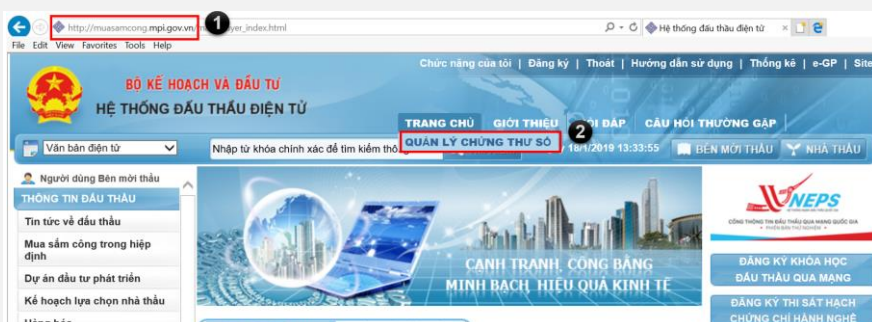 http://muasamcong.mpi.gov.vn
1
yer_index.html
Hệ thống đấu thầu điện tử
File Edit View Favorites Tools Help
Chức năng của tôi | Đăng ký | Thoát | Hướng dẫn sử dụng | Thống kê | e-GP | Site
BỘ KẾ HOẠCH VÀ ĐẦU TƯ
HỆ THỐNG ĐẤU THẦU ĐIỆN TỬ
TRANG CHỦ GIỚI THIỆU ĐÁP CÂU HỎI THƯỜNG GẶP
2
Văn bản điện tử
Nhập từ khóa chính xác để tìm kiếm
QUẢN LÝ CHỨNG THƯ SỐ
18/1/2019 13:33:55
BÊN MỜI THẦU
NHÀ THẦU
Người dùng Bên mời thầu
THÔNG TIN ĐẤU THẦU
Tin tức về đấu thầu
Mua sắm công trong hiệp
định
Dự án đầu tư phát triển
Kế hoạch lựa chọn nhà thầu
CẠNH TRANH, CÔNG BẰNG
MINH BẠCH, HIỆU QUẢ KINH TẾ
VNEPS
CỔNG THÔNG TIN ĐẤU THẦU QUA MẠNG QUỐC GIA
ĐĂNG KÝ KHÓA HỌC
ĐẤU THẦU QUA MẠNG
ĐĂNG KÝ THI SÁT HẠCH
CHỨNG CHỈ HÀNH NGHỀ